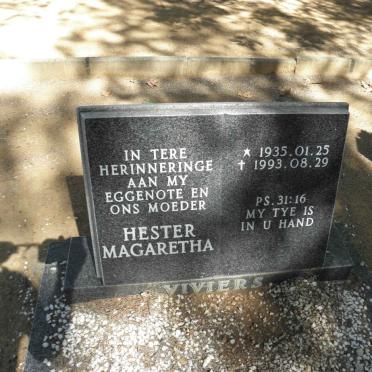 IN TERE
HERINNERINGE
AAN MY
EGGENOTE EN
ONS MOEDER
HESTER
MAGARETHA
★ 1935.01.25
✝ 1993.08.29
PS.31:16
MY TYE IS
IN U HAND
VIVIERS